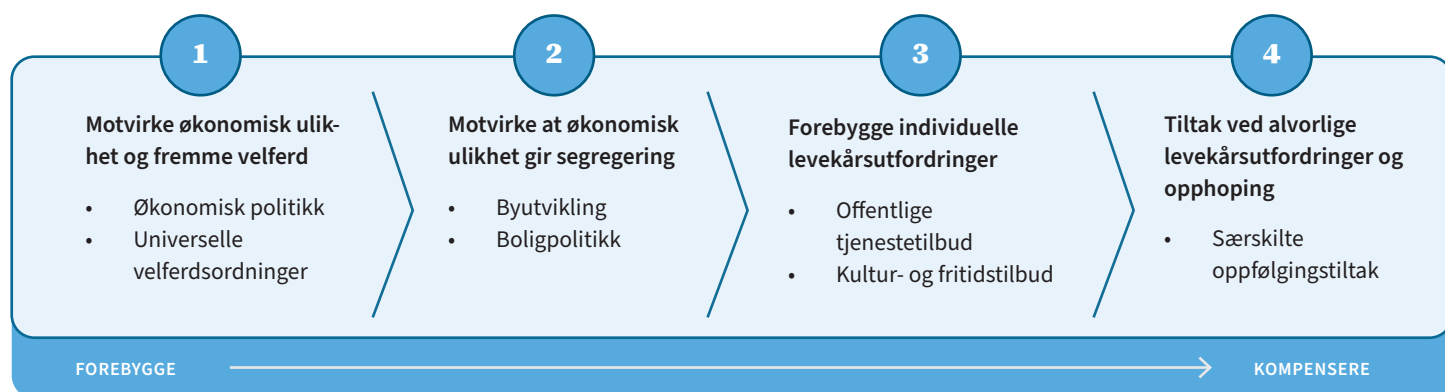 1
Motvirke økonomisk ulik-
het og fremme velferd
• Økonomisk politikk
• Universelle
velferdsordninger
2
Motvirke at økonomisk
ulikhet gir segregering
• Byutvikling
• Boligpolitikk
3
Forebygge individuelle
levekårsutfordringer
• Offentlige
tjenestetilbud
• Kultur- og fritidstilbud
4
Tiltak ved alvorlige
levekårsutfordringer og
opphoping
• Særskilte
oppfølgingstiltak
FOREBYGGE
KOMPENSERE